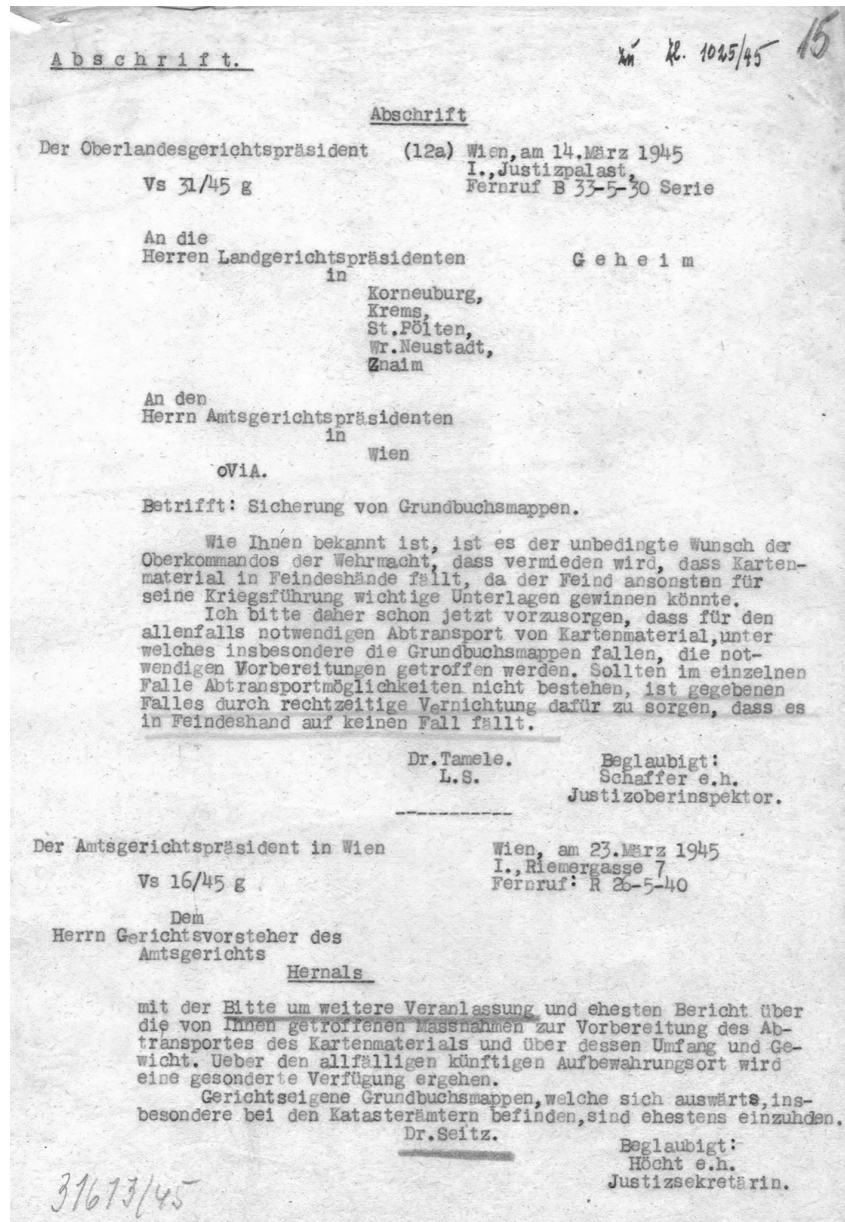 Abschrift.
zu Zl. 1025/45
15
Abschrift
Der Oberlandesgerichtspräsident (12a) Wien,am 14.März 1945
I.,Justizpalast,
Vs 31/45 g Fernruf B 33-5-30 Serie
An die
Herren Landgerichtspräsidenten Geheim
in
Korneuburg,
Krems,
St.Pölten,
Wr.Neustadt,
Znaim
An den
Herrn Amtsgerichtspräsidenten
in
Wien
oViA.
Betrifft: Sicherung von Grundbuchsmappen.
Wie Ihnen bekannt ist, ist es der unbedingte Wunsch der
Oberkommandos der Wehrmacht, dass vermieden wird, dass Karten-
material in Feindeshände fällt, da der Feind ansonsten für
seine Kriegsführung wichtige Unterlagen gewinnen könnte.
Ich bitte daher schon jetzt vorzusorgen, dass für den
allenfalls notwendigen Abtransport von Kartenmaterial,unter
welches insbesondere die Grundbuchsmappen fallen, die not-
wendigen Vorbereitungen getroffen werden. Sollten im einzelnen
Falle Abtransportmöglichkeiten nicht bestehen, ist gegebenen
Falles durch rechtzeitige Vernichtung dafür zu sorgen, dass es
in Feindeshand auf keinen Fall fällt.
Dr.Tamele. Beglaubigt:
L.S. Schaffer e.h.
Justizoberinspektor.
Der Amtsgerichtspräsident in Wien Wien, am 23.März 1945
I.,Riemergasse 7
Vs 16/45 g Fernruf: R 26-5-40
Dem
Herrn Gerichtsvorsteher des
Amtsgerichts
Hernals
mit der Bitte um weitere Veranlassung und ehesten Bericht über
die von Ihnen getroffenen Massnahmen zur Vorbereitung des Ab-
transportes des Kartenmaterials und über dessen Umfang und Ge-
wicht. Ueber den allfälligen künftigen Aufbewahrungsort wird
eine gesonderte Verfügung ergehen.
Gerichtseigene Grundbuchsmappen,welche sich auswärts,ins-
besondere bei den Katasterämtern befinden,sind ehestens einzuhden.
Dr.Seitz.
Beglaubigt:
Höcht e.h.
Justizsekretärin.
31613/45